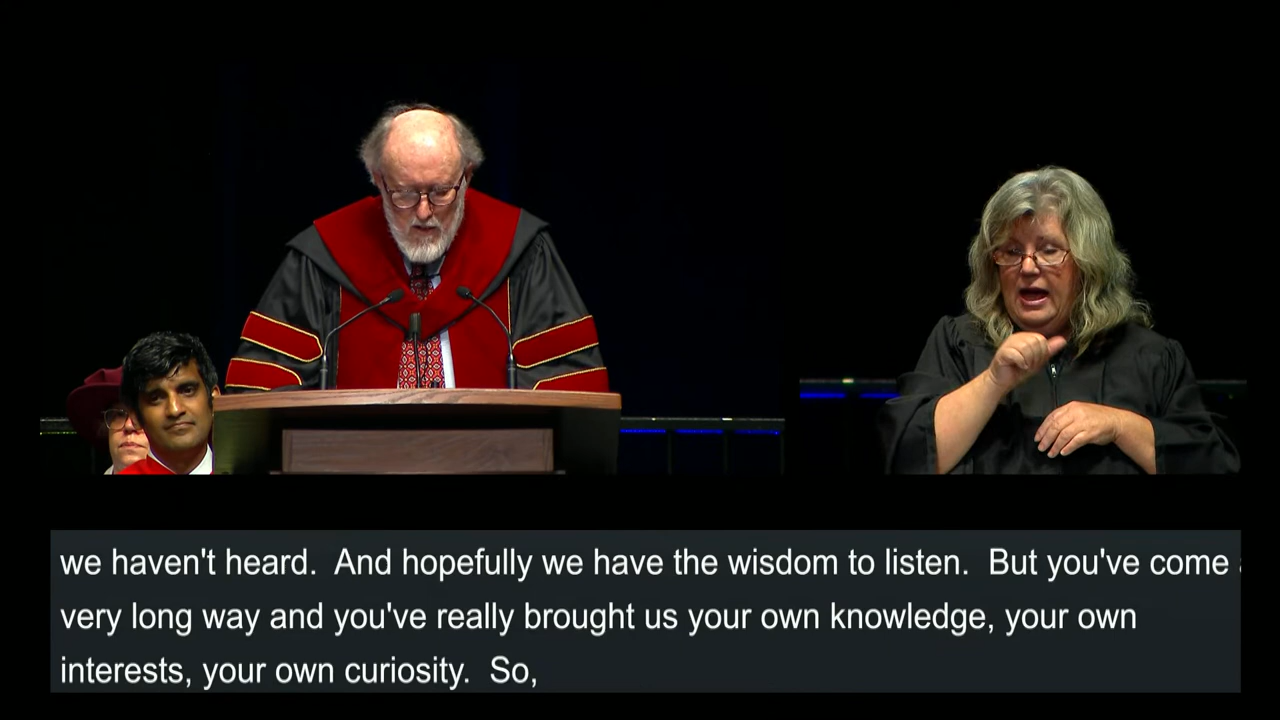 we haven't heard.  And hopefully we have the wisdom to listen.  But you've come
very long way and you've really brought us your own knowledge, your own
interests, your own curiosity.  So,